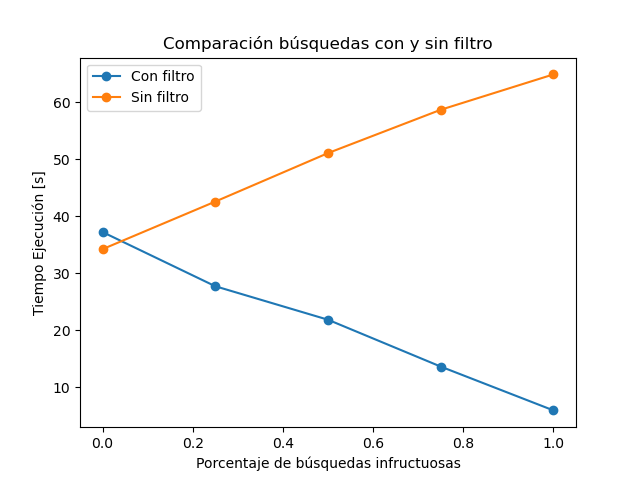 Comparación búsquedas con y sin filtro
Con filtro
Sin filtro
Tiempo Ejecución [s]
60
50
40
30
20
10
0.0 0.2 0.4 0.6 0.8 1.0
Porcentaje de búsquedas infructuosas